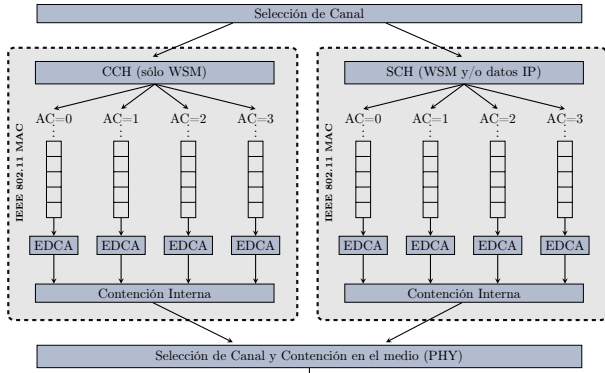 Selección de Canal
CCH (sólo WSM)
AC=0 AC=1 AC=2 AC=3
IEEE 802.11 MAC
EDCA EDCA EDCA EDCA
Contención Interna
SCH (WSM y/o datos IP)
AC=0 AC=1 AC=2 AC=3
IEEE 802.11 MAC
EDCA EDCA EDCA EDCA
Contención Interna
Selección de Canal y Contención en el medio (PHY)